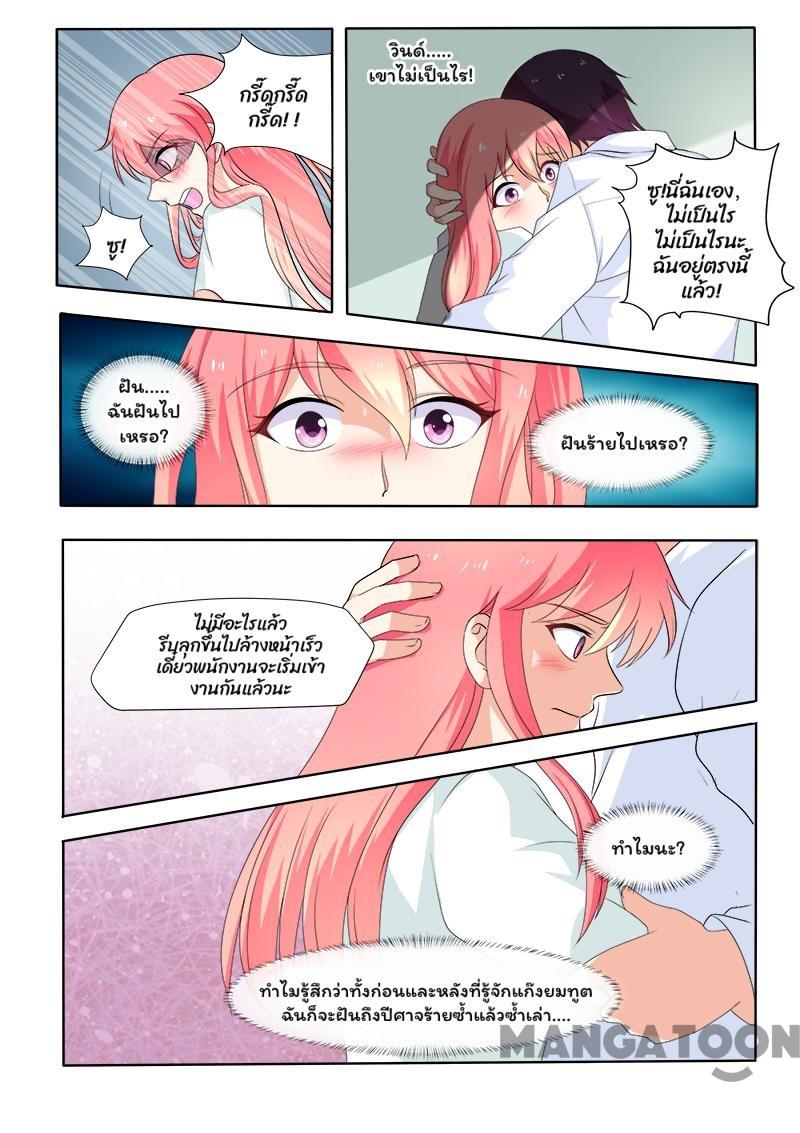 กรี๊ดกรี๊ด
กรี๊ด! !
ซู!
วินด์.....
เขาไม่เป็นไร!
ซู!นี่ฉันเอง,
ไม่เป็นไร
ไม่เป็นไรนะ
ฉันอยู่ตรงนี้
แล้ว!
ฝัน.....
ฉันฝันไป
เหรอ?
ฝันร้ายไปเหรอ?
ไม่มีอะไรแล้ว
รีบลุกขึ้นไปล้างหน้าเร็ว
เดี๋ยวพนักงานจะเริ่มเข้า
งานกันแล้วนะ
ทำไมนะ?
ทำไมรู้สึกว่าทั้งก่อนและหลังที่รู้จักแก๊งยมทูต
ฉันก็จะฝันถึงปีศาจร้ายซ้ำแล้วซ้ำเล่า....
MANGATOON